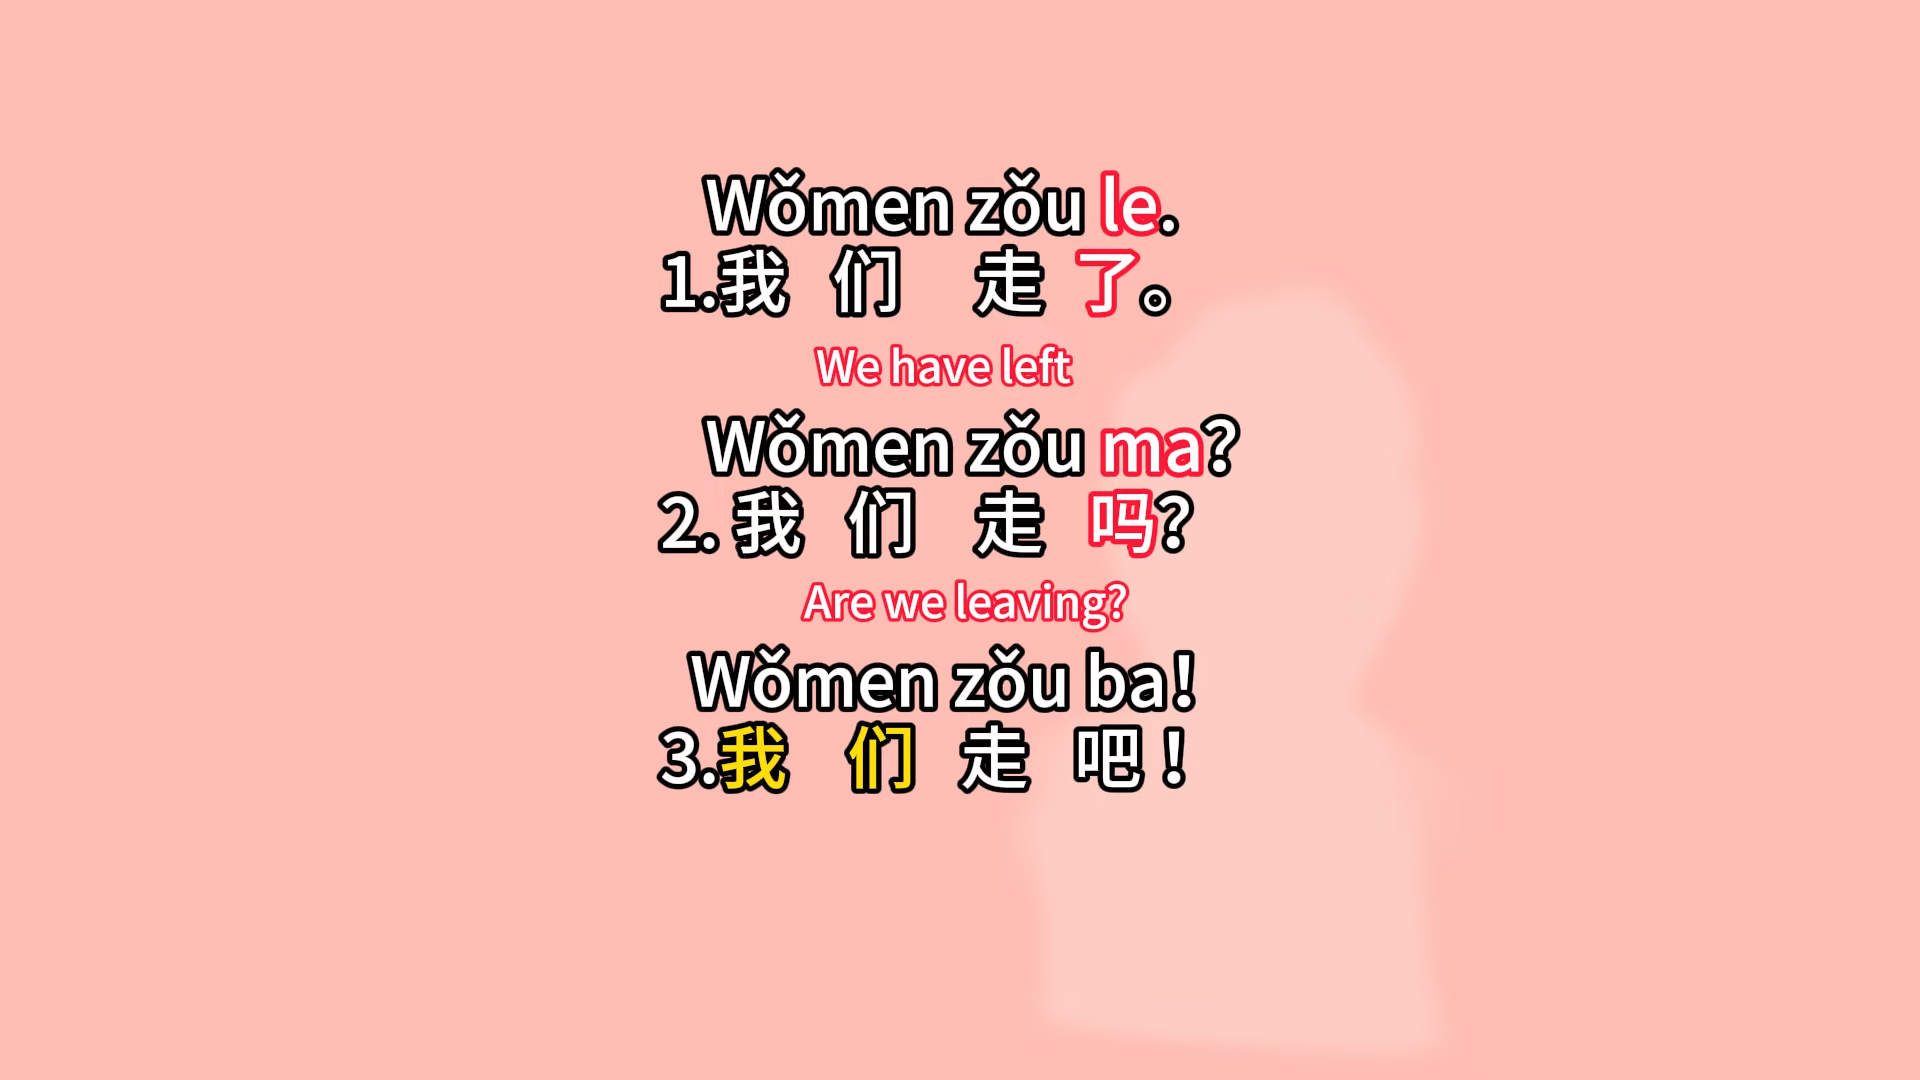 Wǒmen zǒu le.
1.我 们 走 了。
We have left
Wǒmen zǒu ma?
2. 我 们 走 吗?
Are we leaving?
Wǒmen zǒu ba!
3.我 们 走 吧!